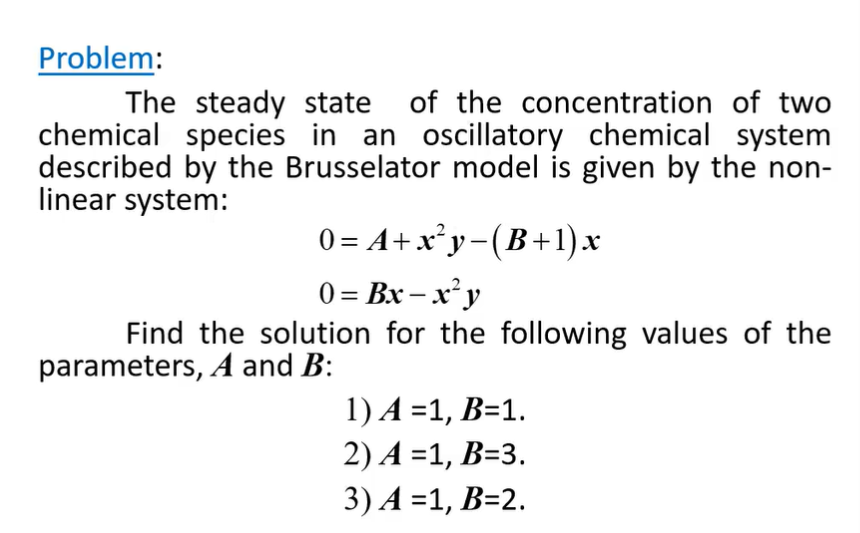 Problem:
The steady state of the concentration of two
chemical species in an oscillatory chemical system
described by the Brusselator model is given by the non-
linear system:
0 = A + x²y − (B + 1) x
0 = Bx − x²y
Find the solution for the following values of the
parameters, A and B:
1) A =1, B=1.
2) A =1, B=3.
3) A =1, B=2.